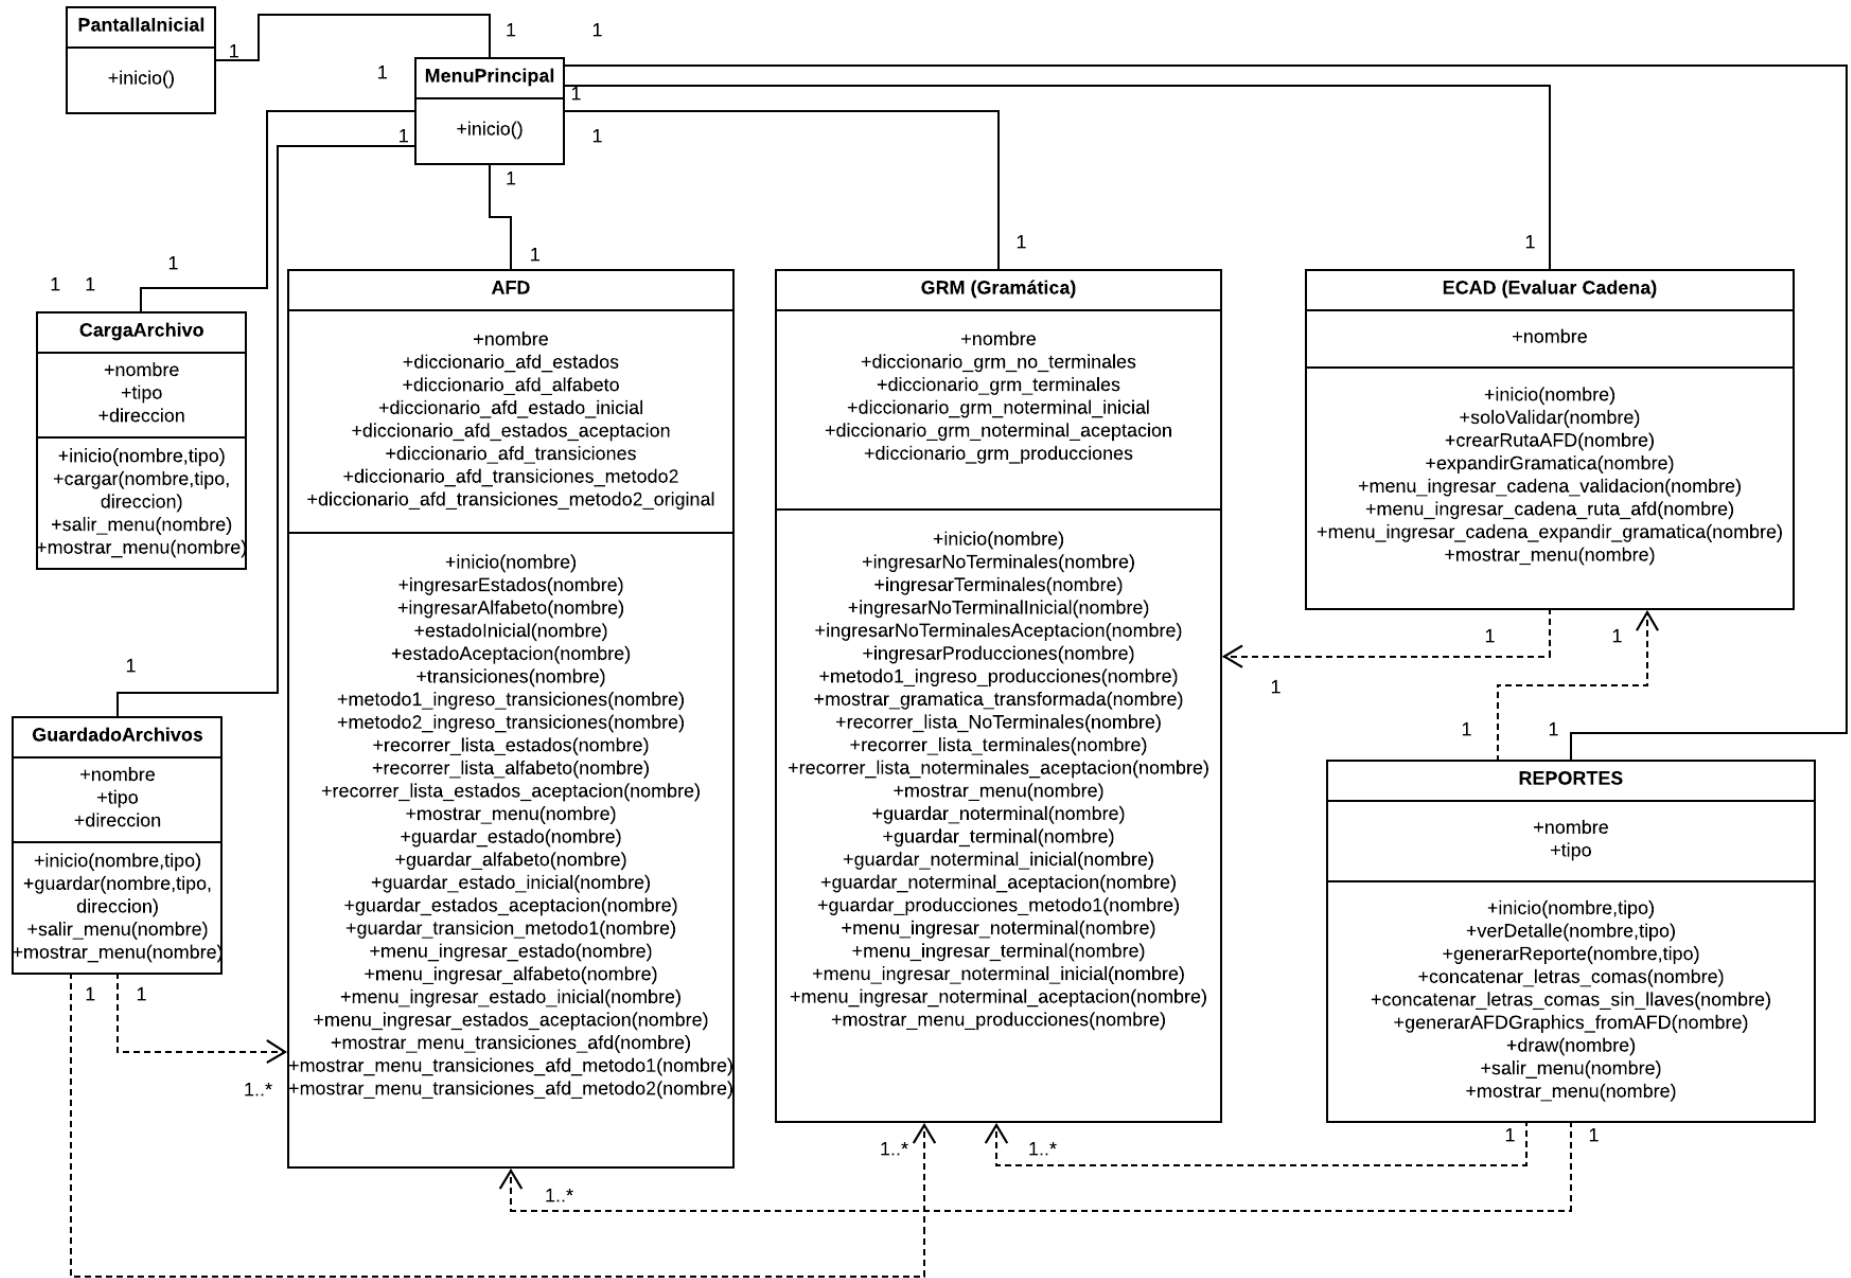 PantallaInicial
+inicio()
1
1
1
1
MenuPrincipal
+inicio()
1
1
1
1
1
1
1
1
1
1
1
CargaArchivo
+nombre
+tipo
+direccion
+inicio(nombre,tipo)
+cargar(nombre,tipo,
direccion)
+salir_menu(nombre)
+mostrar_menu(nombre)
1
GuardadoArchivos
+nombre
+tipo
+direccion
+inicio(nombre,tipo)
+guardar(nombre,tipo,
direccion)
+salir_menu(nombre)
+mostrar_menu(nombre)
1
1
1..*
AFD
+nombre
+diccionario_afd_estados
+diccionario_afd_alfabeto
+diccionario_afd_estado_inicial
+diccionario_afd_estados_aceptacion
+diccionario_afd_transiciones
+diccionario_afd_transiciones_metodo2
+diccionario_afd_transiciones_metodo2_original
+inicio(nombre)
+ingresarEstados(nombre)
+ingresarAlfabeto(nombre)
+estadoInicial(nombre)
+estadoAceptacion(nombre)
+transiciones(nombre)
+metodo1_ingreso_transiciones(nombre)
+metodo2_ingreso_transiciones(nombre)
+recorrer_lista_estados(nombre)
+recorrer_lista_alfabeto(nombre)
+recorrer_lista_estados_aceptacion(nombre)
+mostrar_menu(nombre)
+guardar_estado(nombre)
+guardar_alfabeto(nombre)
+guardar_estado_inicial(nombre)
+guardar_estados_aceptacion(nombre)
+guardar_transicion_metodo1(nombre)
+menu_ingresar_estado(nombre)
+menu_ingresar_alfabeto(nombre)
+menu_ingresar_estado_inicial(nombre)
+menu_ingresar_estados_aceptacion(nombre)
+mostrar_menu_transiciones_afd(nombre)
+mostrar_menu_transiciones_afd_metodo1(nombre)
+mostrar_menu_transiciones_afd_metodo2(nombre)
1..*
GRM (Gramática)
+nombre
+diccionario_grm_no_terminales
+diccionario_grm_terminales
+diccionario_grm_noterminal_inicial
+diccionario_grm_noterminal_aceptacion
+diccionario_grm_producciones
+inicio(nombre)
+ingresarNoTerminales(nombre)
+ingresarTerminales(nombre)
+ingresarNoTerminalInicial(nombre)
+ingresarNoTerminalesAceptacion(nombre)
+ingresarProducciones(nombre)
+metodo1_ingreso_producciones(nombre)
+mostrar_gramatica_transformada(nombre)
+recorrer_lista_NoTerminales(nombre)
+recorrer_lista_terminales(nombre)
+recorrer_lista_noterminales_aceptacion(nombre)
+mostrar_menu(nombre)
+guardar_noterminal(nombre)
+guardar_terminal(nombre)
+guardar_noterminal_inicial(nombre)
+guardar_noterminal_aceptacion(nombre)
+guardar_producciones_metodo1(nombre)
+menu_ingresar_noterminal(nombre)
+menu_ingresar_terminal(nombre)
+menu_ingresar_noterminal_inicial(nombre)
+menu_ingresar_noterminal_aceptacion(nombre)
+mostrar_menu_producciones(nombre)
1..*
1..*
ECAD (Evaluar Cadena)
+nombre
+inicio(nombre)
+soloValidar(nombre)
+crearRutaAFD(nombre)
+expandirGramatica(nombre)
+menu_ingresar_cadena_validacion(nombre)
+menu_ingresar_cadena_ruta_afd(nombre)
+menu_ingresar_cadena_expandir_gramatica(nombre)
+mostrar_menu(nombre)
1
1
1
1
1
REPORTES
+nombre
+tipo
+inicio(nombre,tipo)
+verDetalle(nombre,tipo)
+generarReporte(nombre,tipo)
+concatenar_letras_comas(nombre)
+concatenar_letras_comas_sin_llaves(nombre)
+generarAFDGraphics_fromAFD(nombre)
+draw(nombre)
+salir_menu(nombre)
+mostrar_menu(nombre)
1
1